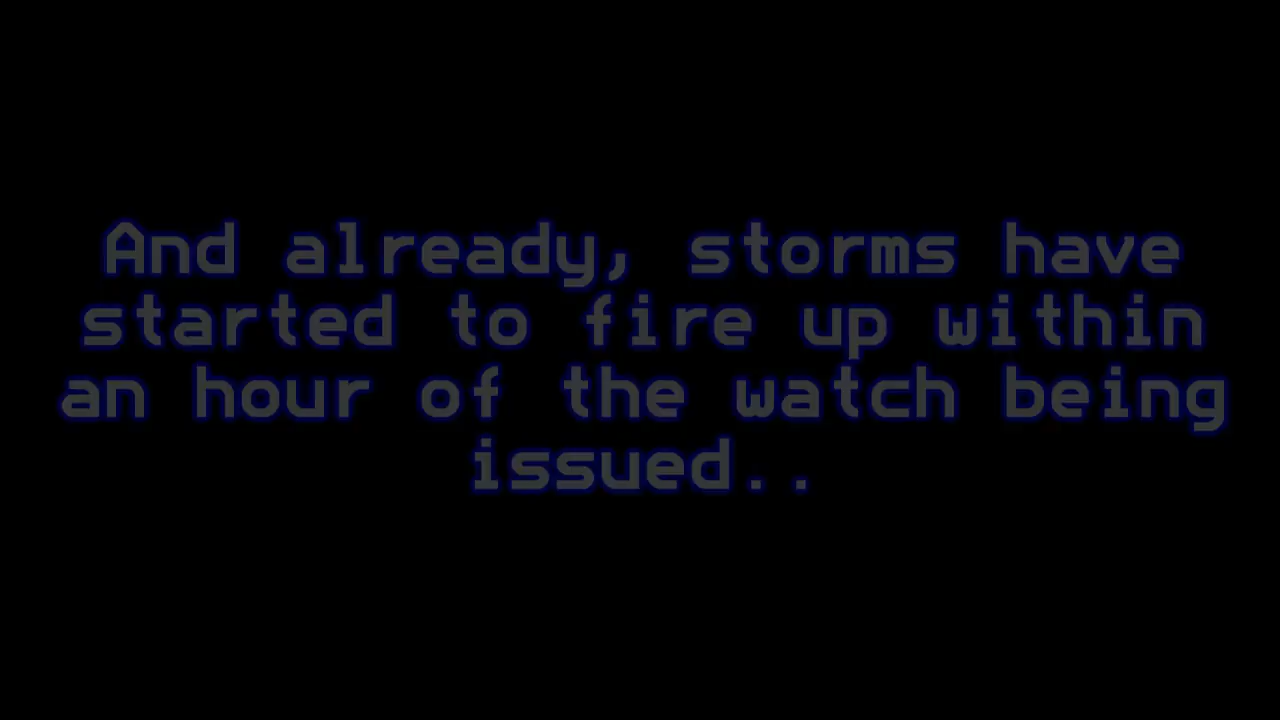 And already, storms have
started to fire up within
an hour of the watch being
issued..